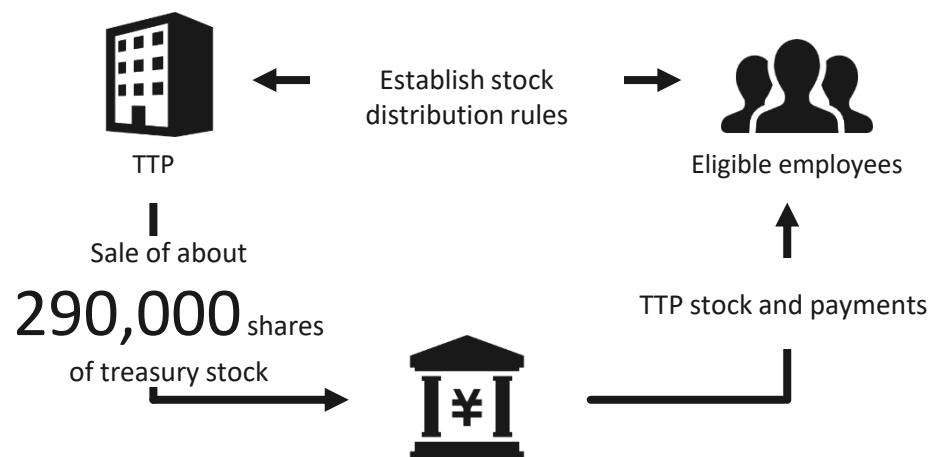 Establish stock
distribution rules
TTP
Eligible employees
Sale of about
290,000 shares
of treasury stock
TTP stock and payments
¥